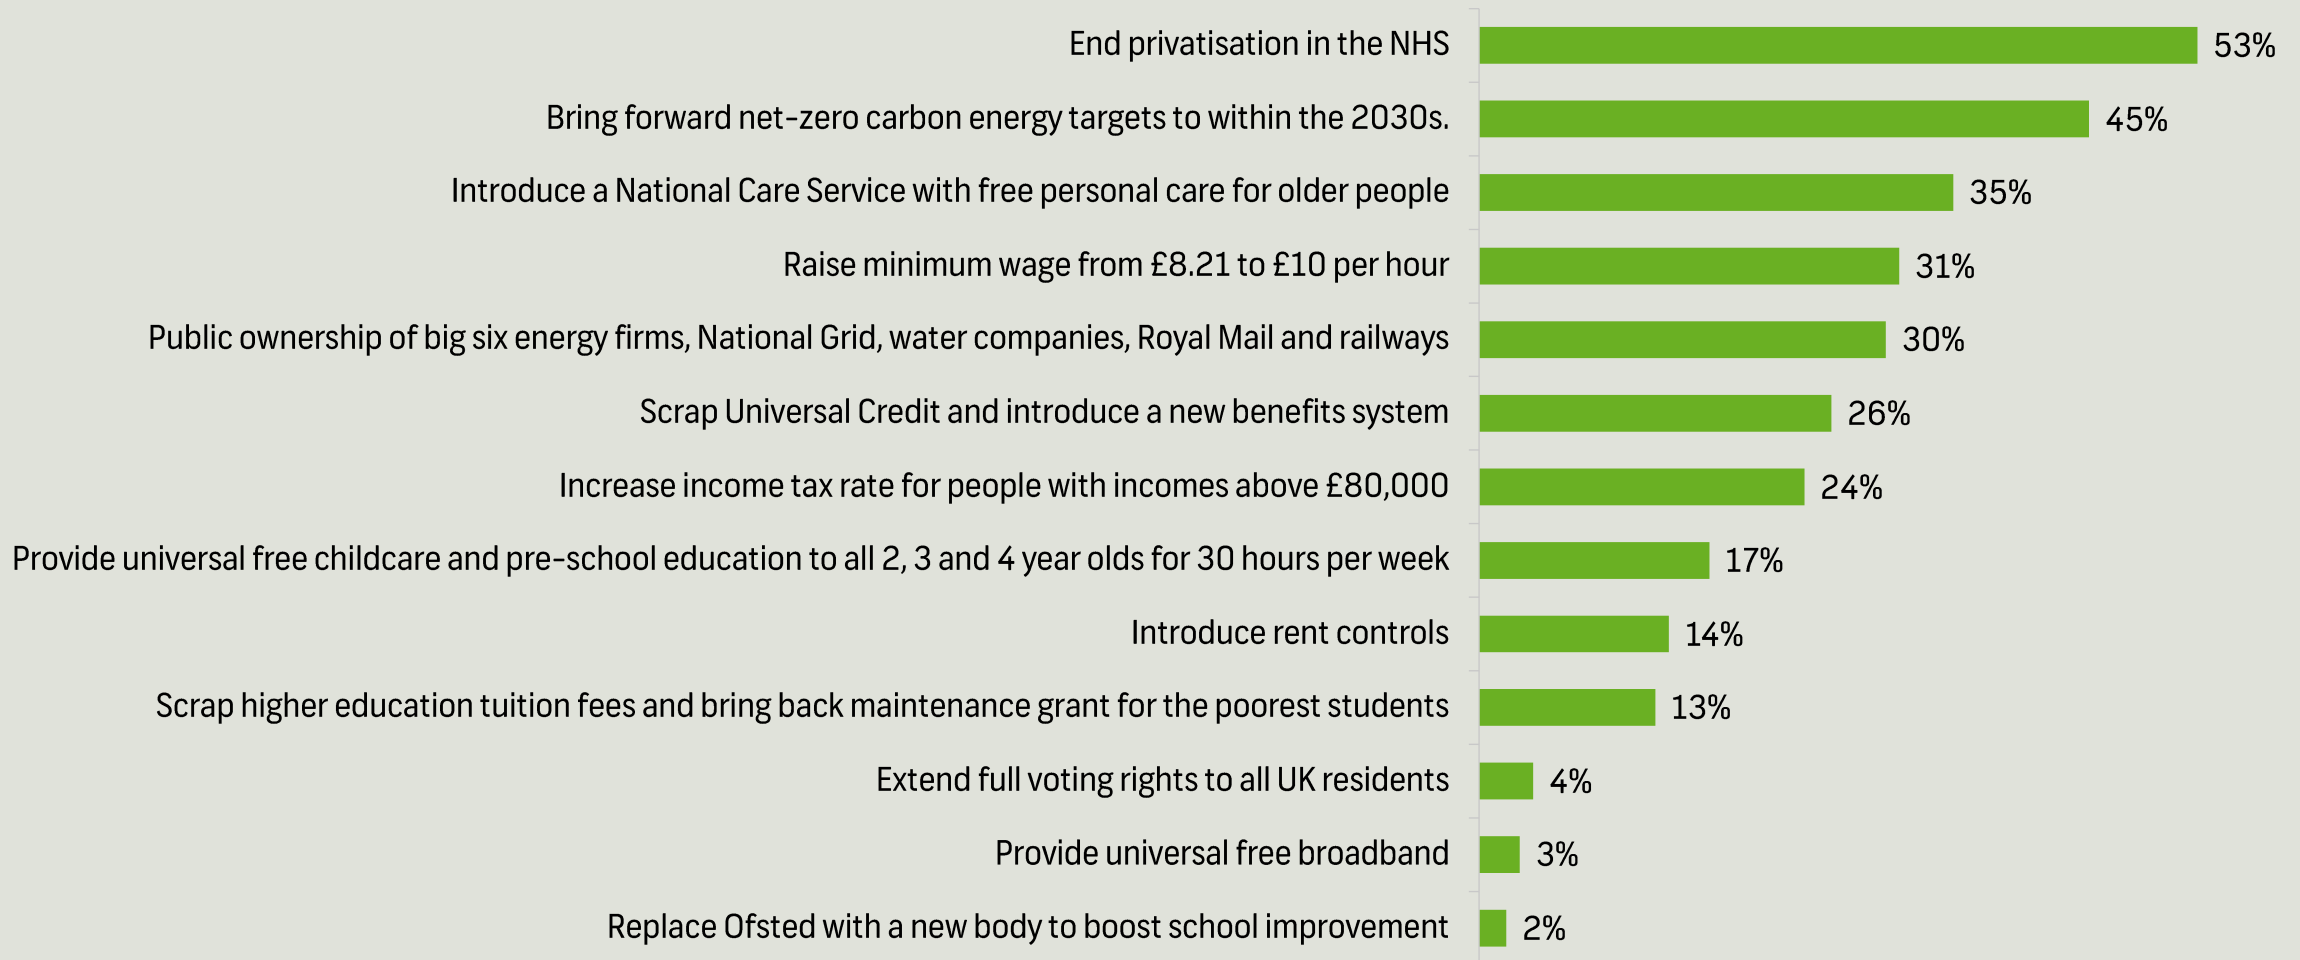 End privatisation in the NHS 53%
Bring forward net-zero carbon energy targets to within the 2030s. 45%
Introduce a National Care Service with free personal care for older people 35%
Raise minimum wage from £8.21 to £10 per hour 31%
Public ownership of big six energy firms, National Grid, water companies, Royal Mail and railways 30%
Scrap Universal Credit and introduce a new benefits system 26%
Increase income tax rate for people with incomes above £80,000 24%
Provide universal free childcare and pre-school education to all 2, 3 and 4 year olds for 30 hours per week 17%
Introduce rent controls 14%
Scrap higher education tuition fees and bring back maintenance grant for the poorest students 13%
Extend full voting rights to all UK residents 4%
Provide universal free broadband 3%
Replace Ofsted with a new body to boost school improvement 2%